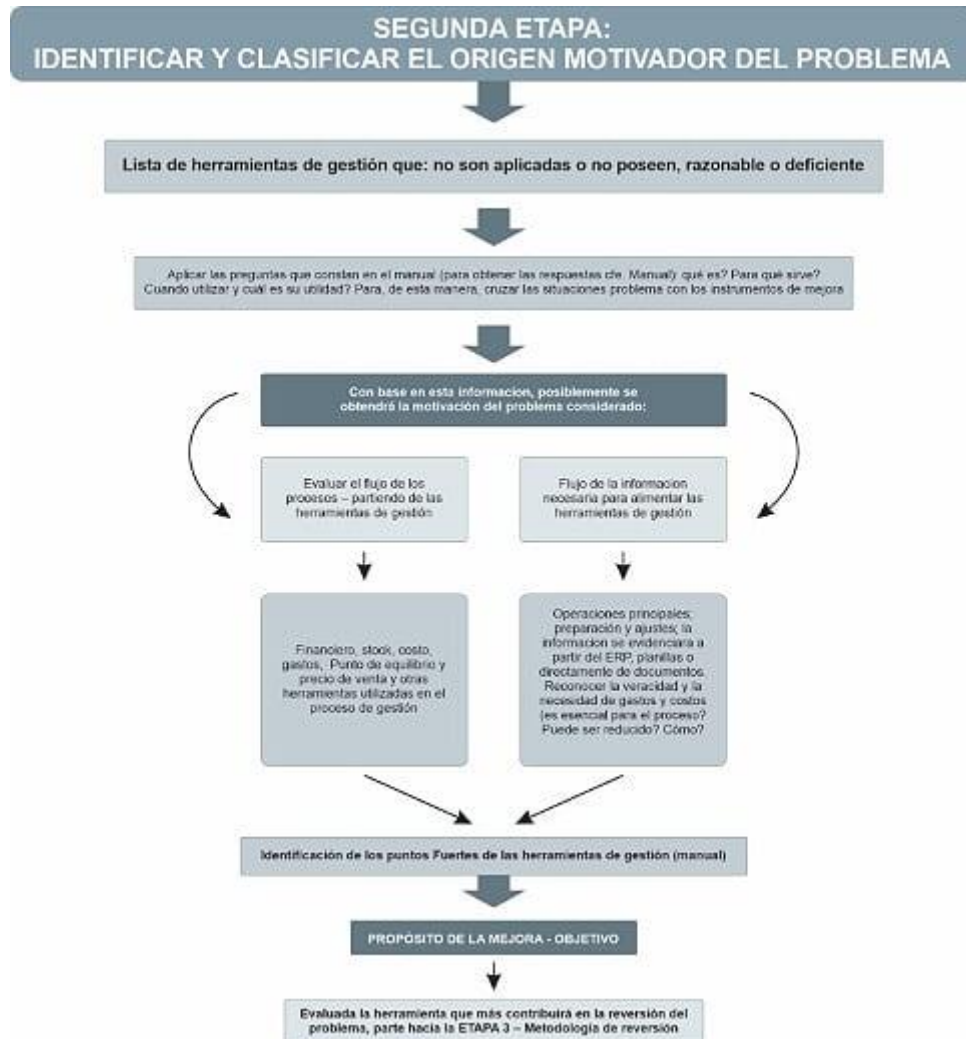 SEGUNDA ETAPA:
IDENTIFICAR Y CLASIFICAR EL ORIGEN MOTIVADOR DEL PROBLEMA
Lista de herramientas de gestión que: no son aplicadas o no poseen, razonable o deficiente
Aplicar las preguntas que constan en el manual (para obtener las respuestas cfe. Manual): qué es? Para qué sirve?
Cuando utilizar y cuál es su utilidad? Para, de esta manera, cruzar las situaciones problema con los instrumentos de mejora
Con base en esta informacion, posiblemente se
obtendrá la motivación del problema considerado:
Evaluar el flujo de los
procesos – partiendo de las
herramientas de gestión
Flujo de la informacion
necesaria para alimentar las
herramientas de gestión
Financiero, stock, costo,
gastos, Punto de equilibrio y
precio de venta y otras
herramientas utilizadas en el
proceso de gestión
Operaciones principales;
preparación y ajustes; la
informacion se evidenciara a
partir del ERP, planillas o
directamente de documentos.
Reconocer la veracidad y la
necesidad de gastos y costos
(es esencial para el proceso?
Puede ser reducido? Cómo?
Identificación de los puntos Fuertes de las herramientas de gestión (manual)
PROPÓSITO DE LA MEJORA - OBJETIVO
Evaluada la herramienta que más contribuirá en la reversión del
problema, parte hacia la ETAPA 3 – Metodología de reversión